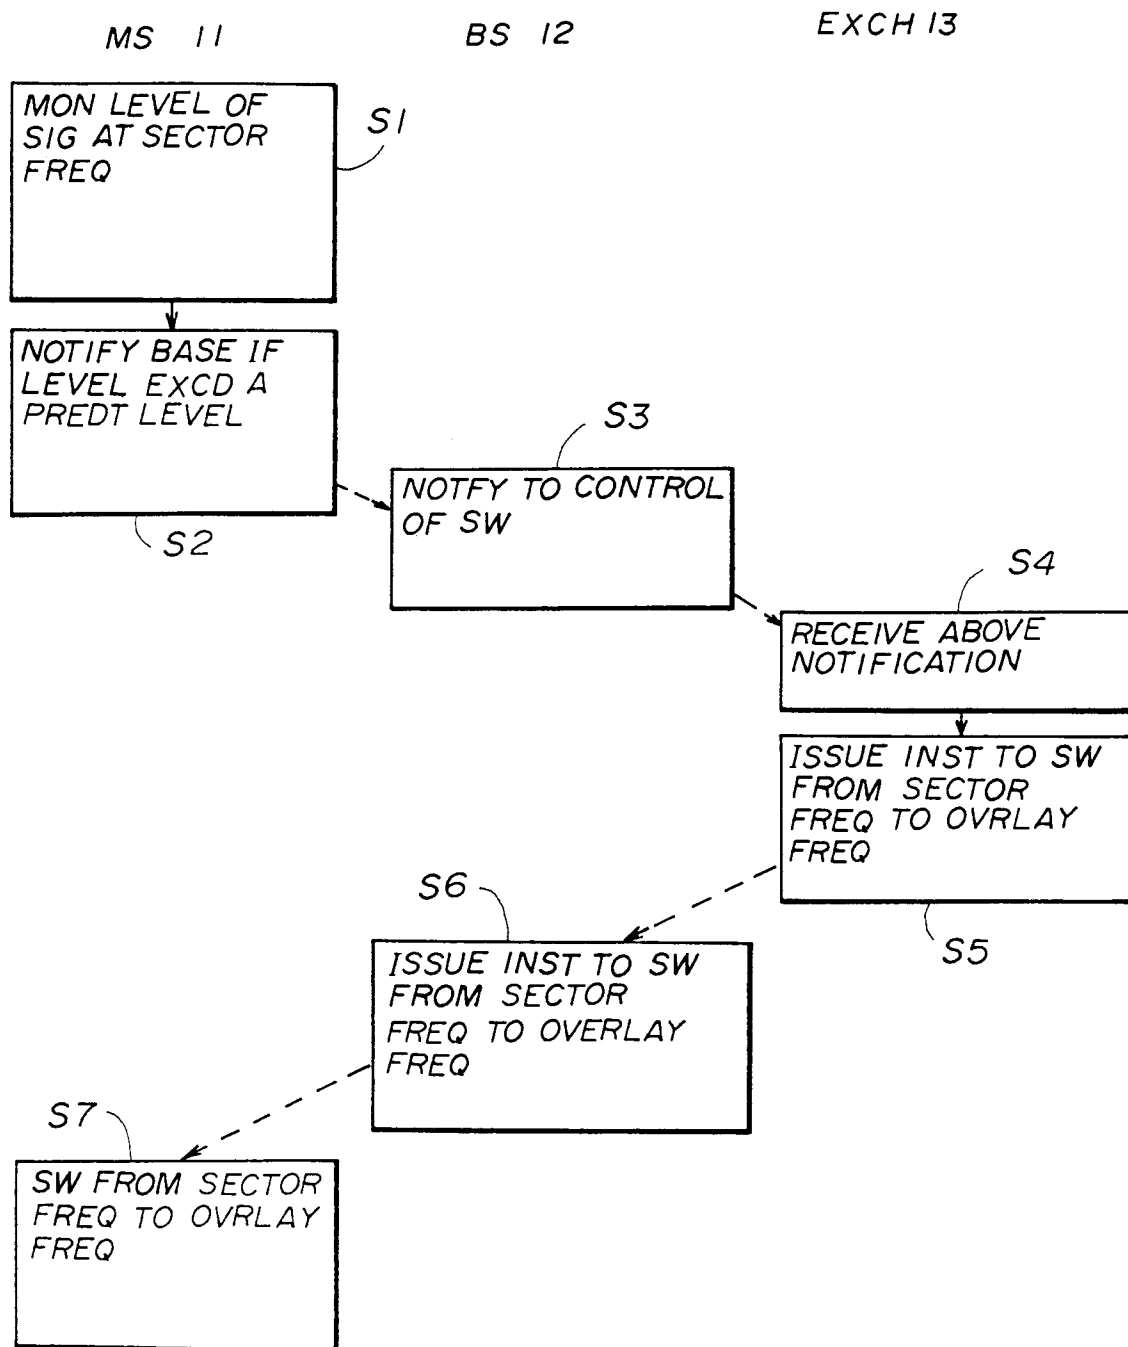 MS 11
BS 12
EXCH 13
MON LEVEL OF
SIG AT SECTOR
FREQ
S1
NOTIFY BASE IF
LEVEL EXCD A
PREDT LEVEL
S2
S3
NOTFY TO CONTROL
OF SW
S4
RECEIVE ABOVE
NOTIFICATION
ISSUE INST TO SW
FROM SECTOR
FREQ TO OVRLAY
FREQ
S5
S6
ISSUE INST TO SW
FROM SECTOR
FREQ TO OVERLAY
FREQ
S7
SW FROM SECTOR
FREQ TO OVRLAY
FREQ